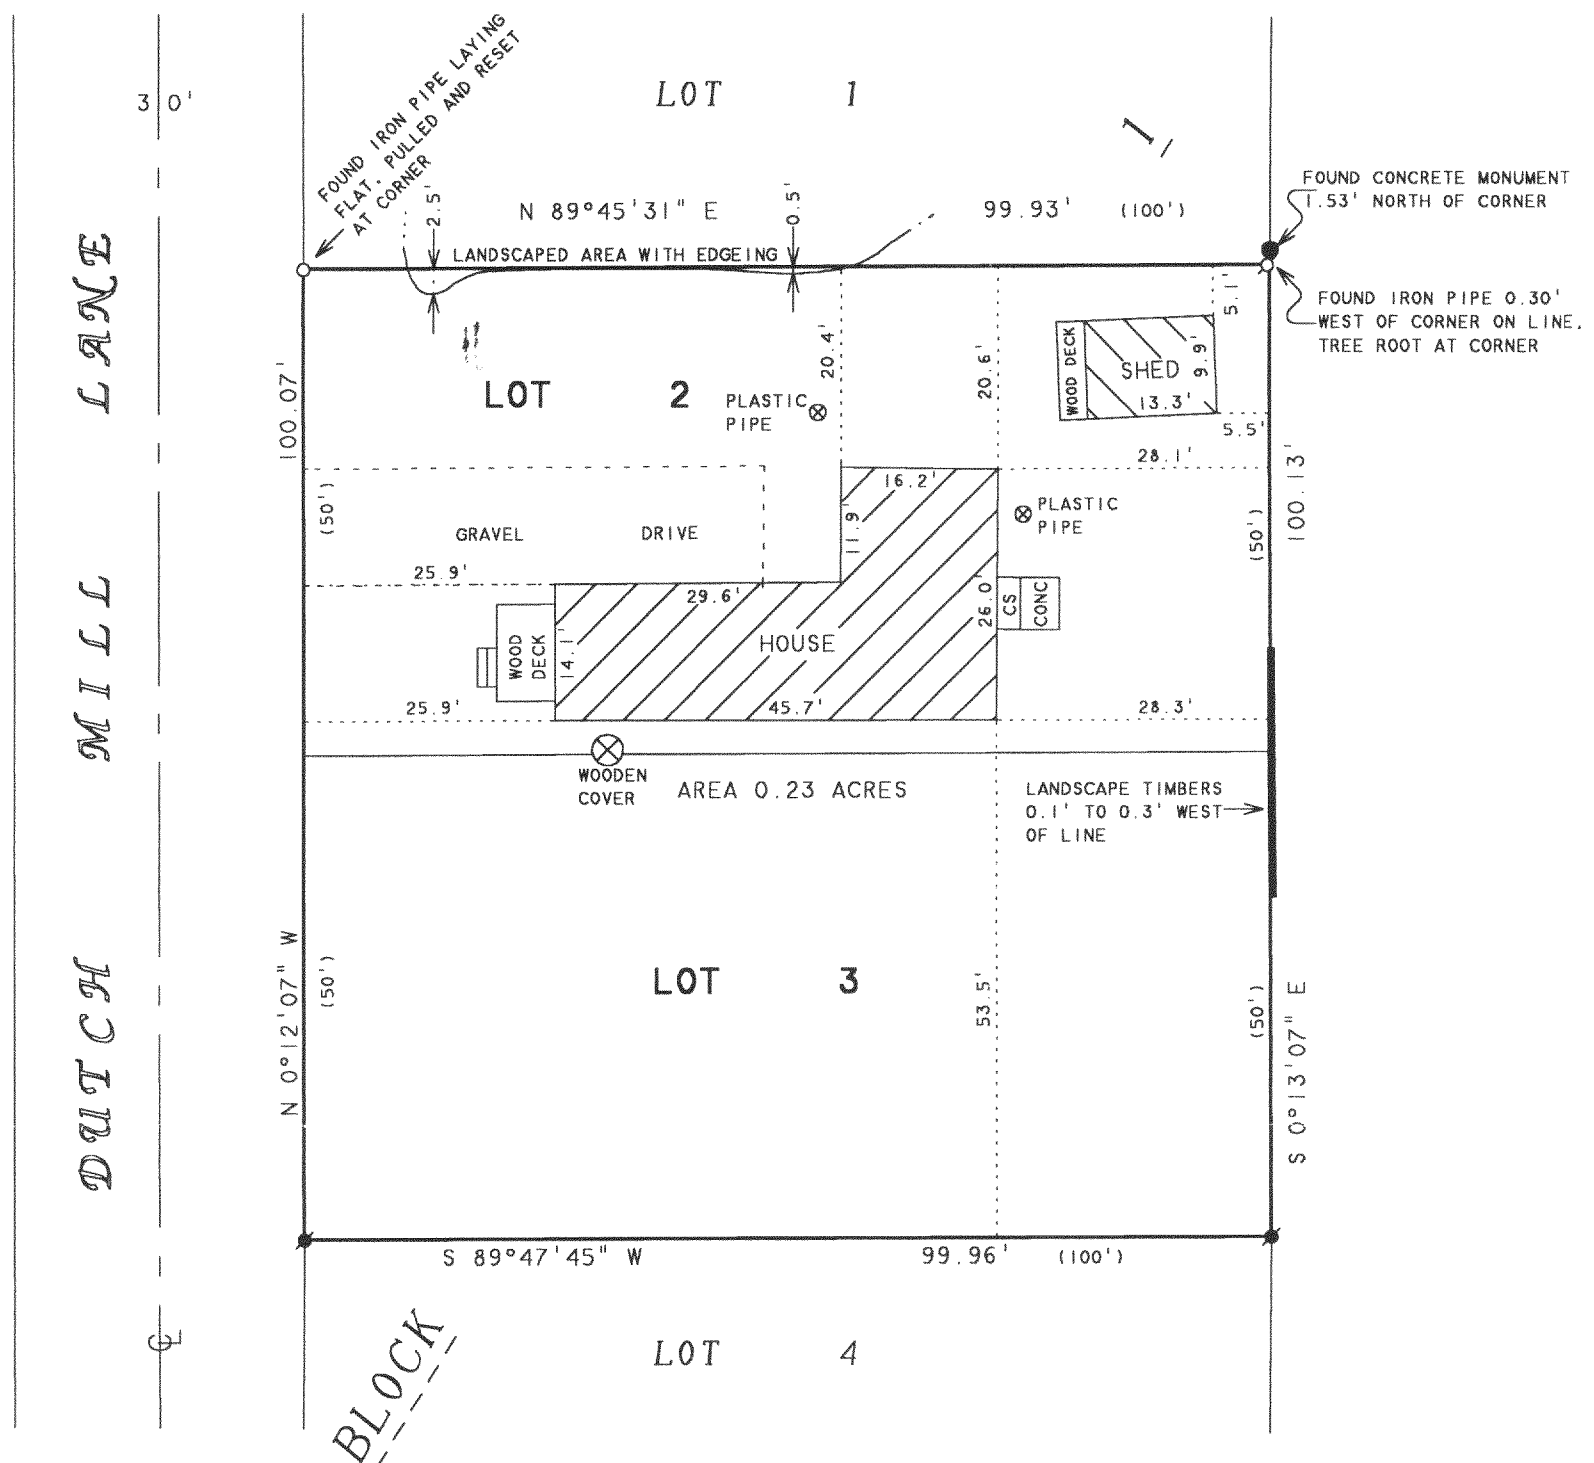 FOUND IRON PIPE LAYING
FLAT. PULLED AND RESET
AT CORNER
LOT 1
1
30'
FOUND CONCRETE MONUMENT
1.53' NORTH OF CORNER
2.5'
N 89°45'31" E
0.5'
99.93' (100')
LANDSCAPED AREA WITH EDGEING
FOUND IRON PIPE 0.30'
WEST OF CORNER ON LINE.
TREE ROOT AT CORNER
5.1'
WOOD DECK
SHED
9.9'
13.3'
5.5'
20.4'
20.6'
100.07'
LOT 2
PLASTIC
PIPE
28.1'
16.2'
(50')
GRAVEL DRIVE
11.9'
PLASTIC
PIPE
(50')
100.13'
25.9'
29.6'
26.0'
CS
CONC
WOOD
DECK
14.1'
HOUSE
25.9'
45.7'
28.3'
WOODEN
COVER
AREA 0.23 ACRES
LANDSCAPE TIMBERS
0.1' TO 0.3' WEST
OF LINE
DUTCH MILL LANE
N 0°12'07" W
(50')
LOT 3
53.5'
(50')
S 0°13'07" E
S 89°47'45" W
99.96' (100')
CL
BLOCK
LOT 4